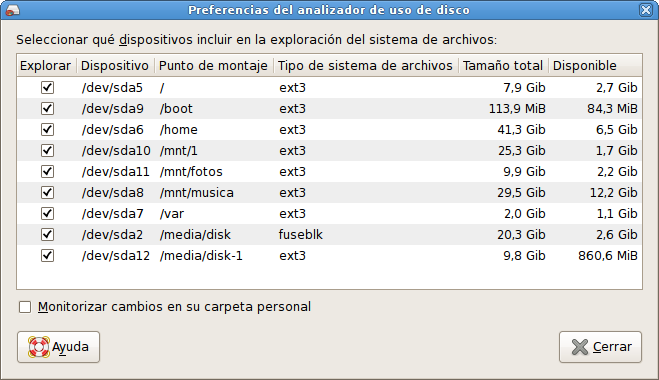 Preferencias del analizador de uso de disco
Seleccionar qué dispositivos incluir en la exploración del sistema de archivos:
Explorar Dispositivo Punto de montaje Tipo de sistema de archivos Tamaño total Disponible
/dev/sda5 / ext3 7,9 Gib 2,7 Gib
/dev/sda9 /boot ext3 113,9 MiB 84,3 MiB
/dev/sda6 /home ext3 41,3 Gib 6,5 Gib
/dev/sda10 /mnt/1 ext3 25,3 Gib 1,7 Gib
/dev/sda11 /mnt/fotos ext3 9,9 Gib 2,2 Gib
/dev/sda8 /mnt/musica ext3 29,5 Gib 12,2 Gib
/dev/sda7 /var ext3 2,0 Gib 1,1 Gib
/dev/sda2 /media/disk fuseblk 20,3 Gib 2,6 Gib
/dev/sda12 /media/disk-1 ext3 9,8 Gib 860,6 MiB
Monitorizar cambios en su carpeta personal
Ayuda Cerrar